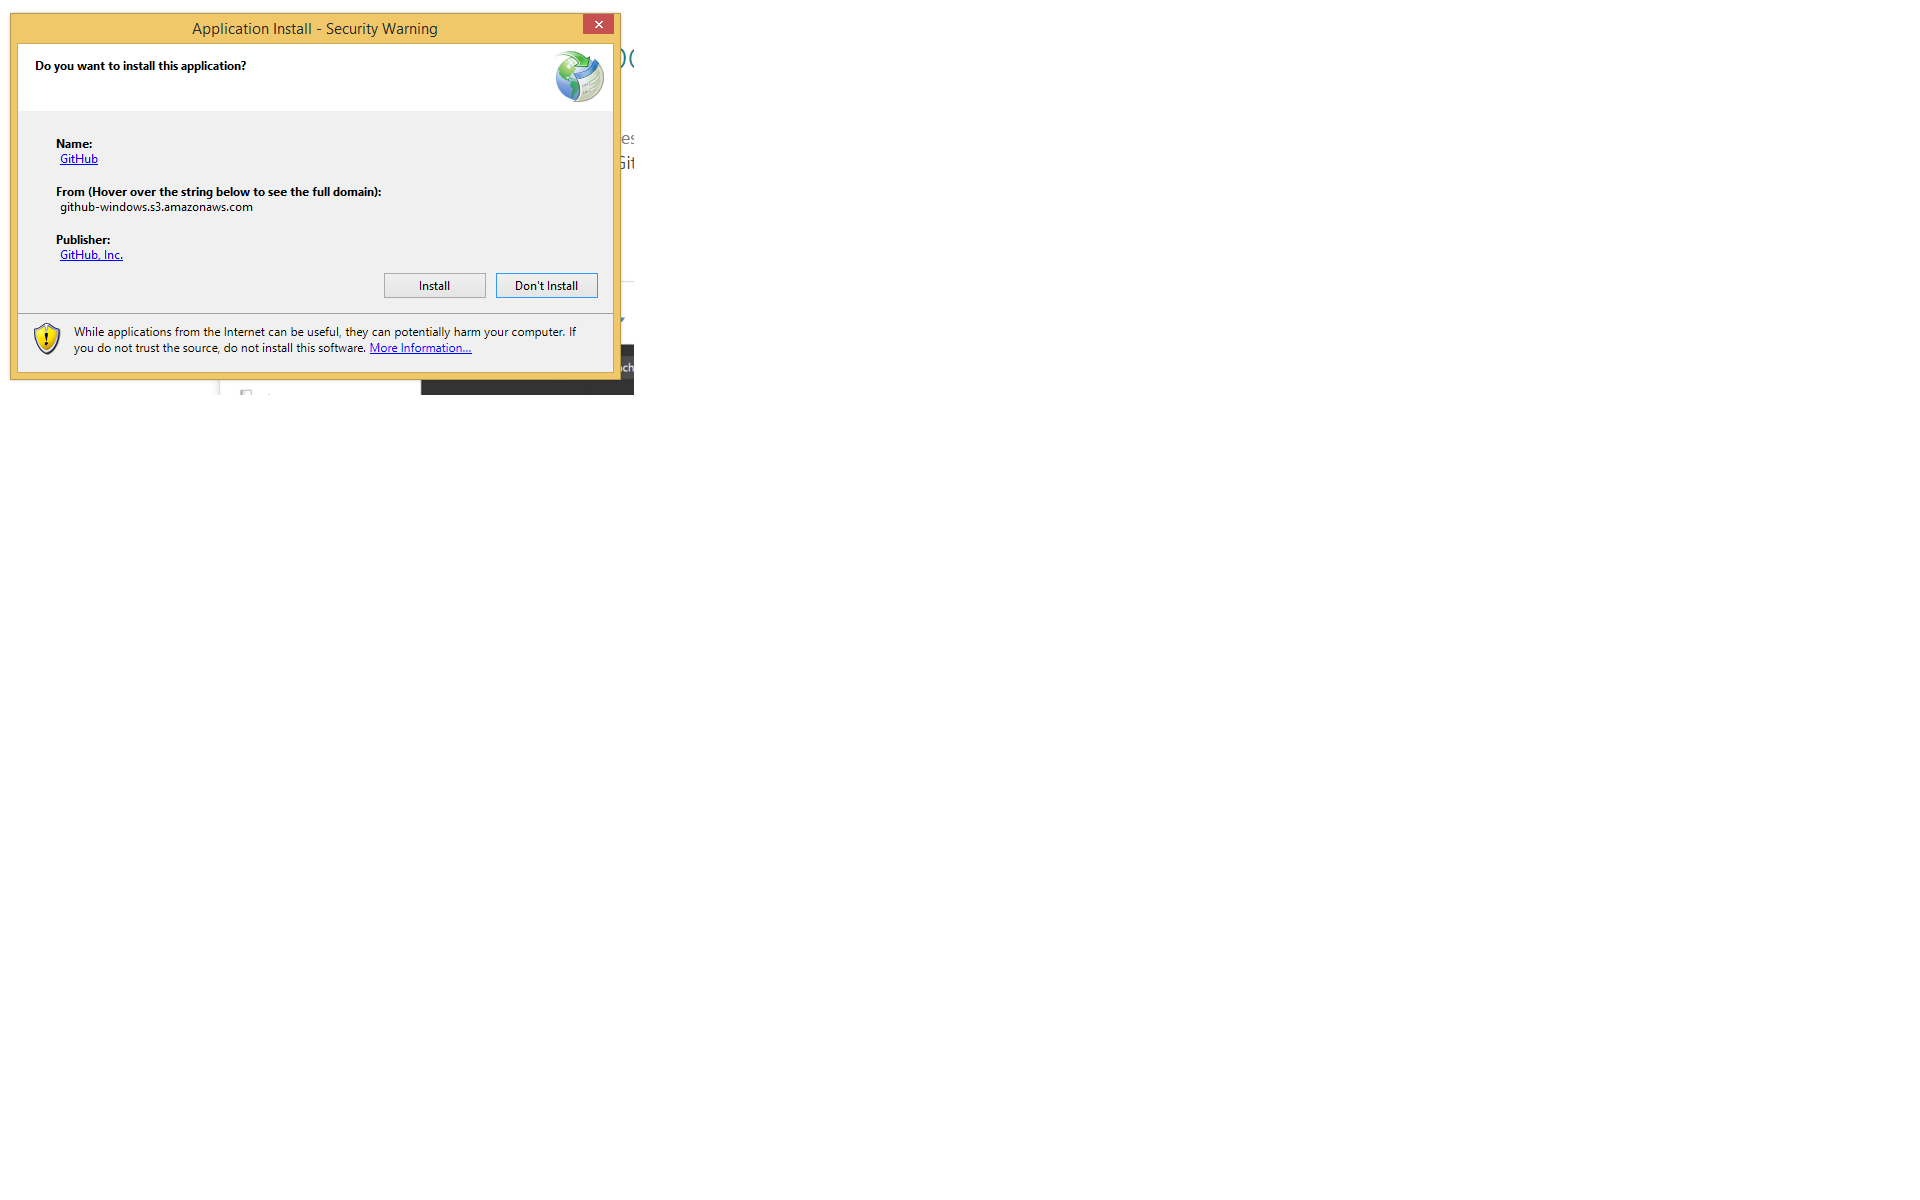 Application Install - Security Warning
Do you want to install this application?
Name:
GitHub
From (Hover over the string below to see the full domain):
github-windows.s3.amazonaws.com
Publisher:
GitHub, Inc.
Install Don't Install
While applications from the Internet can be useful, they can potentially harm your computer. If
you do not trust the source, do not install this software. More Information...